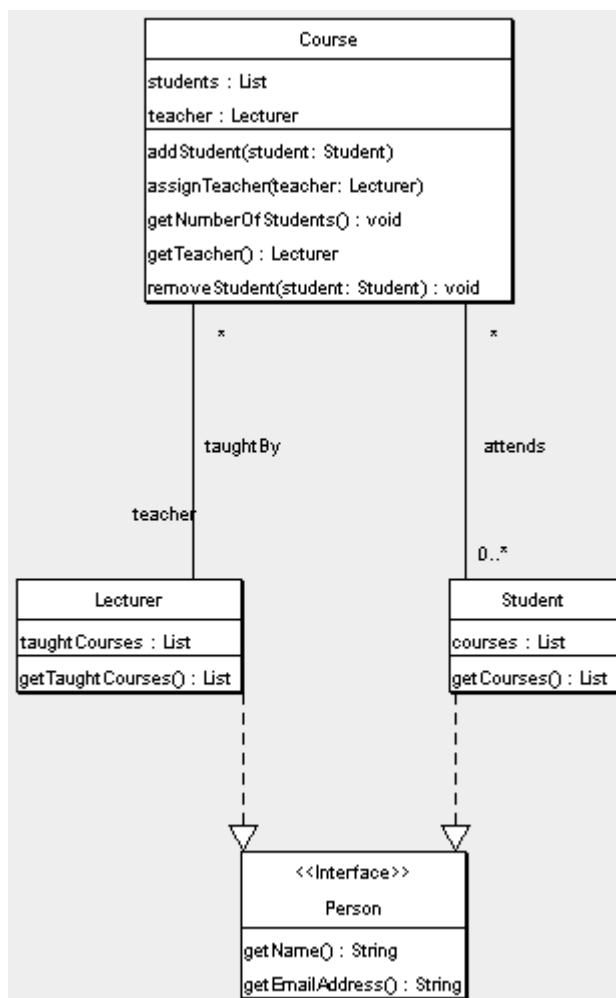 Course
students : List
teacher : Lecturer
addStudent(student: Student)
assignTeacher(teacher: Lecturer)
getNumberOfStudents() : void
getTeacher() : Lecturer
removeStudent(student: Student) : void
* *
taughtBy attends
teacher
0..*
Lecturer
taughtCourses : List
getTaughtCourses() : List
Student
courses : List
getCourses() : List
<<Interface>>
Person
getName() : String
getEmailAddress() : String